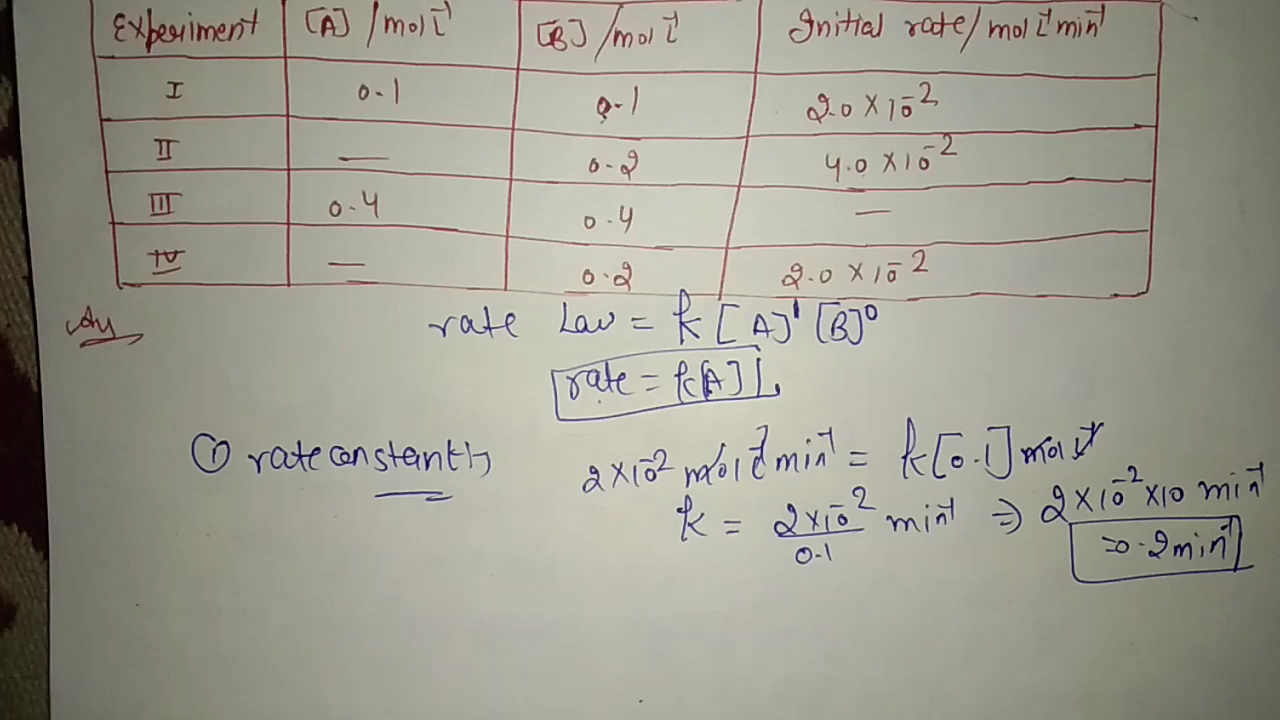 Experiment [A] /mol L⁻¹ [B] /mol L⁻¹ Initial rate/ mol L⁻¹ min⁻¹
I 0.1 0.1 2.0 × 10⁻²
II — 0.2 4.0 × 10⁻²
III 0.4 0.4 —
IV — 0.2 2.0 × 10⁻²
rate Law = k [A]¹ [B]⁰
rate = k[A]
① rate constant
2 × 10⁻² mol L⁻¹ min⁻¹ = k [0.1] mol L⁻¹
k = 2 × 10⁻² / 0.1 min⁻¹ ⇒ 2 × 10⁻² × 10 min⁻¹
= 0.2 min⁻¹